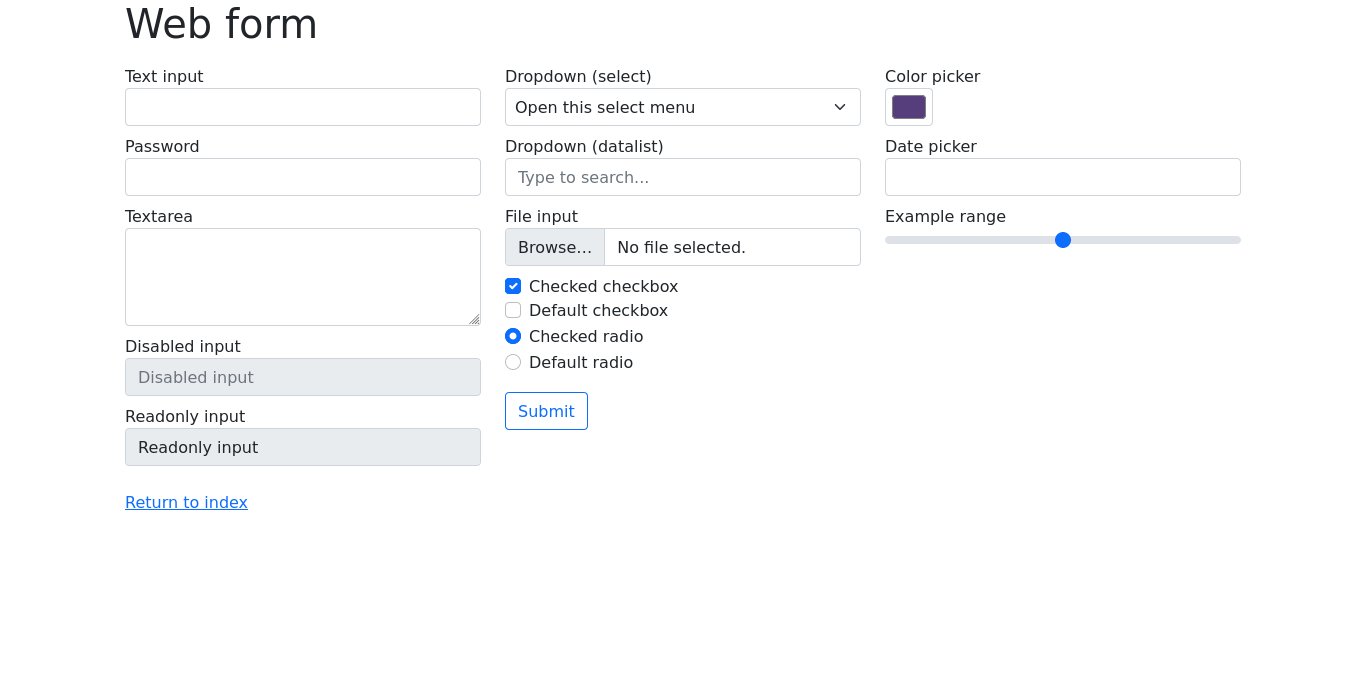 Web form
Text input
Password
Textarea
Disabled input
Disabled input
Readonly input
Readonly input
Return to index
Dropdown (select)
Open this select menu
Dropdown (datalist)
Type to search...
File input
Browse... No file selected.
Checked checkbox
Default checkbox
Checked radio
Default radio
Submit
Color picker
Date picker
Example range